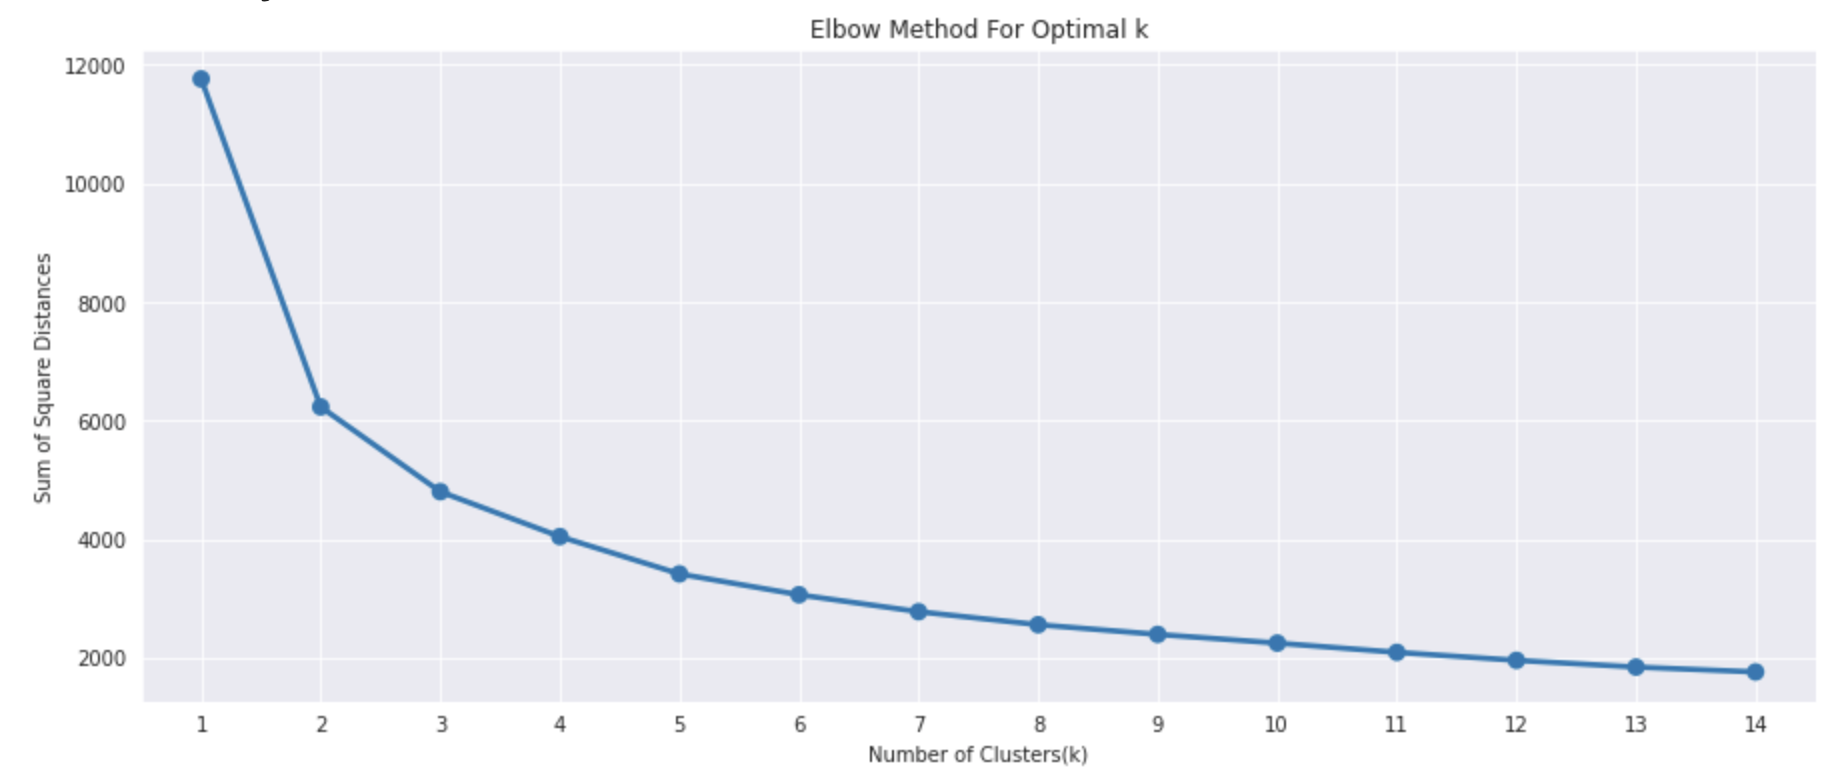 Elbow Method For Optimal k
12000
10000
8000
6000
4000
2000
Sum of Square Distances
1 2 3 4 5 6 7 8 9 10 11 12 13 14
Number of Clusters(k)